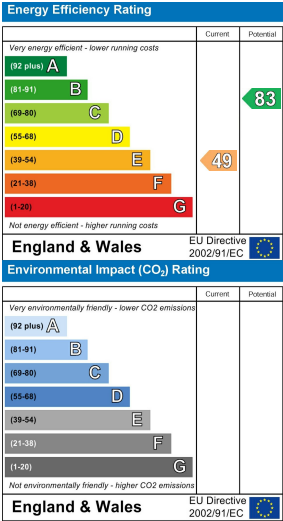 Energy Efficiency Rating
Current Potential
Very energy efficient - lower running costs
(92 plus) A
(81-91) B
83
(69-80) C
(55-68) D
(39-54) E
49
(21-38) F
(1-20) G
Not energy efficient - higher running costs
England & Wales
EU Directive
2002/91/EC
Environmental Impact (CO₂) Rating
Current Potential
Very environmentally friendly - lower CO2 emissions
(92 plus) A
(81-91) B
(69-80) C
(55-68) D
(39-54) E
(21-38) F
(1-20) G
Not environmentally friendly - higher CO2 emissions
England & Wales
EU Directive
2002/91/EC